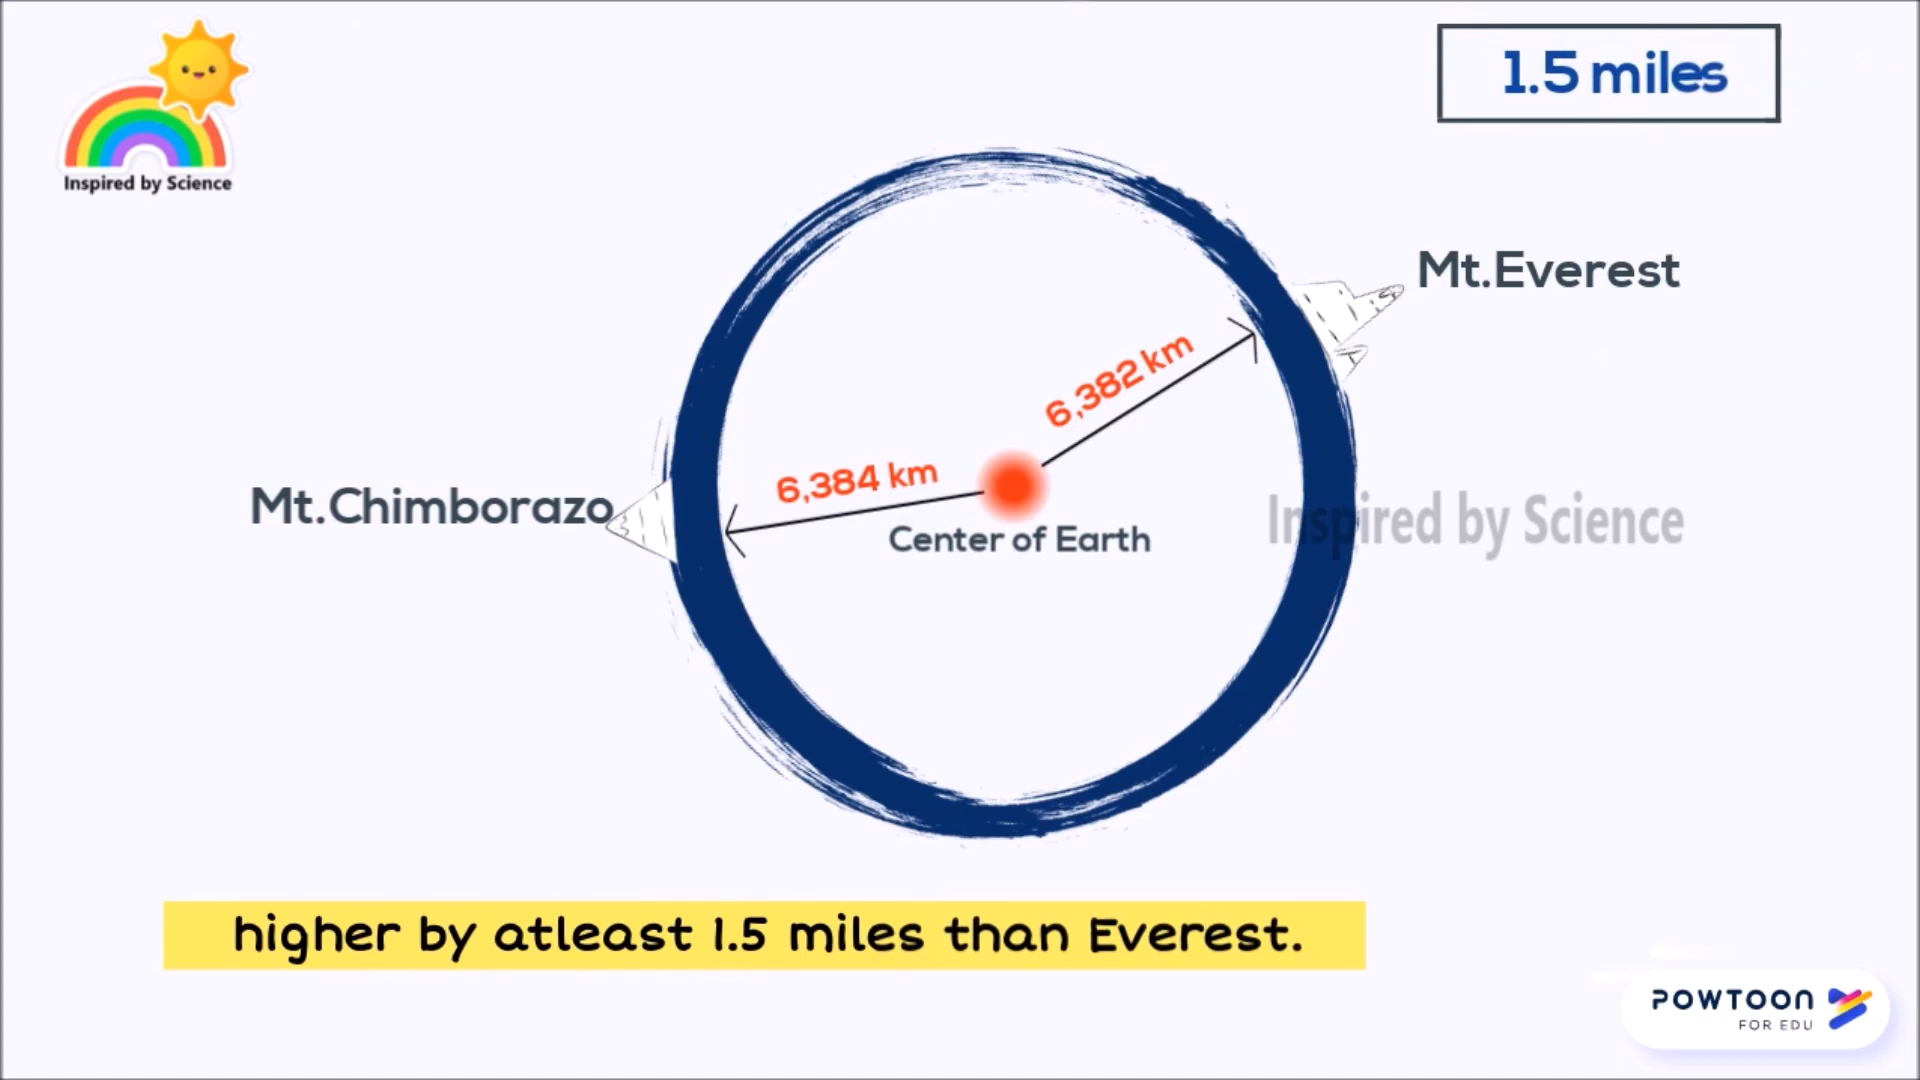 1.5 miles
Inspired by Science
Mt.Everest
6,382 km
6,384 km
Mt.Chimborazo
Center of Earth
Inspired by Science
higher by atleast 1.5 miles than Everest.
POWTOON
FOR EDU